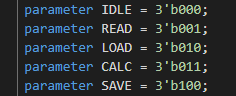 parameter IDLE = 3'b000;
parameter READ = 3'b001;
parameter LOAD = 3'b010;
parameter CALC = 3'b011;
parameter SAVE = 3'b100;